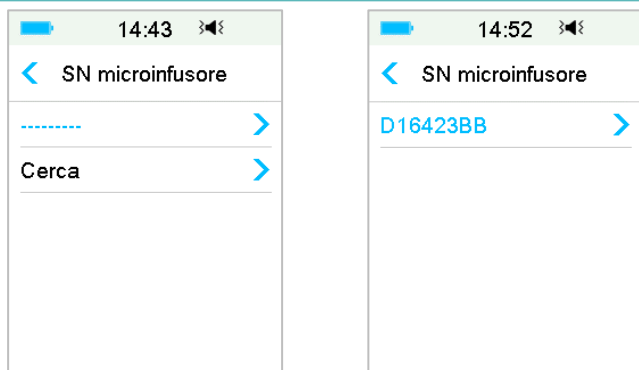 14:43
SN microinfusore
---------
Cerca
14:52
SN microinfusore
D16423BB